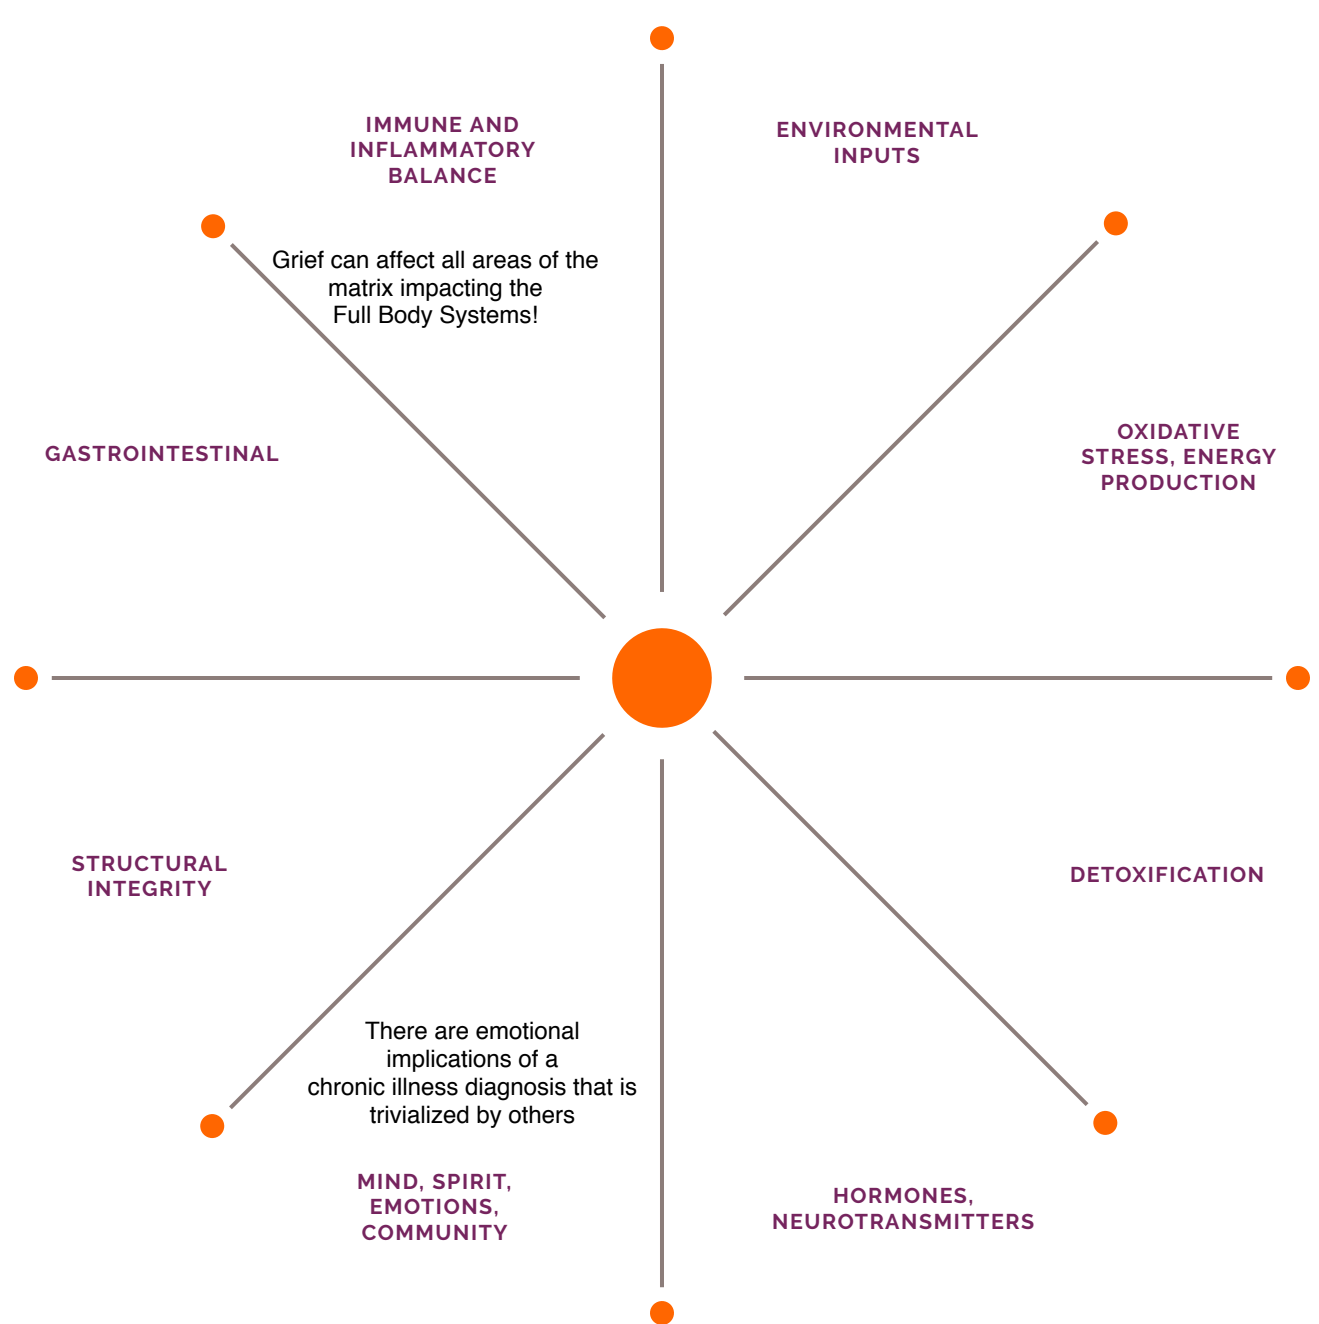 IMMUNE AND
INFLAMMATORY
BALANCE
ENVIRONMENTAL
INPUTS
Grief can affect all areas of the
matrix impacting the
Full Body Systems!
GASTROINTESTINAL
OXIDATIVE
STRESS, ENERGY
PRODUCTION
STRUCTURAL
INTEGRITY
DETOXIFICATION
There are emotional
implications of a
chronic illness diagnosis that is
trivialized by others
MIND, SPIRIT,
EMOTIONS,
COMMUNITY
HORMONES,
NEUROTRANSMITTERS